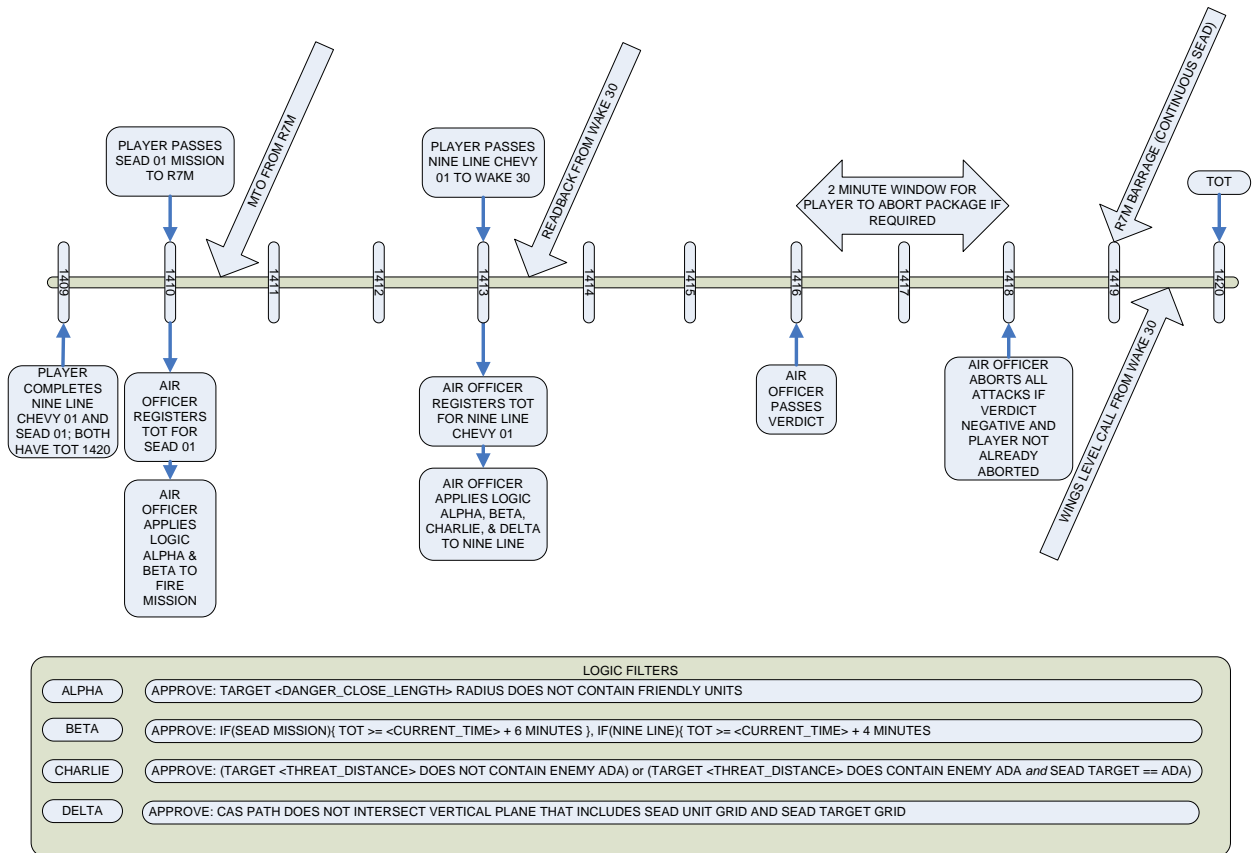 PLAYER PASSES
SEAD 01 MISSION
TO R7M
MTO FROM R7M
PLAYER PASSES
NINE LINE CHEVY
01 TO WAKE 30
READBACK FROM WAKE 30
2 MINUTE WINDOW FOR
PLAYER TO ABORT PACKAGE IF
REQUIRED
R7M BARRAGE (CONTINUOUS SEAD)
TOT
1409
1410
1411
1412
1413
1414
1415
1416
1417
1418
1419
1420
PLAYER
COMPLETES
NINE LINE
CHEVY 01 AND
SEAD 01; BOTH
HAVE TOT 1420
AIR
OFFICER
REGISTERS
TOT FOR
SEAD 01
AIR
OFFICER
APPLIES
LOGIC
ALPHA &
BETA TO
FIRE
MISSION
AIR OFFICER
REGISTERS TOT
FOR NINE LINE
CHEVY 01
AIR OFFICER
APPLIES LOGIC
ALPHA, BETA,
CHARLIE, & DELTA
TO NINE LINE
AIR
OFFICER
PASSES
VERDICT
AIR OFFICER
ABORTS ALL
ATTACKS IF
VERDICT
NEGATIVE AND
PLAYER NOT
ALREADY
ABORTED
WINGS LEVEL CALL FROM WAKE 30
LOGIC FILTERS
ALPHA
APPROVE: TARGET <DANGER_CLOSE_LENGTH> RADIUS DOES NOT CONTAIN FRIENDLY UNITS
BETA
APPROVE: IF(SEAD MISSION){ TOT >= <CURRENT_TIME> + 6 MINUTES }, IF(NINE LINE){ TOT >= <CURRENT_TIME> + 4 MINUTES
CHARLIE
APPROVE: (TARGET <THREAT_DISTANCE> DOES NOT CONTAIN ENEMY ADA) or (TARGET <THREAT_DISTANCE> DOES CONTAIN ENEMY ADA and SEAD TARGET == ADA)
DELTA
APPROVE: CAS PATH DOES NOT INTERSECT VERTICAL PLANE THAT INCLUDES SEAD UNIT GRID AND SEAD TARGET GRID